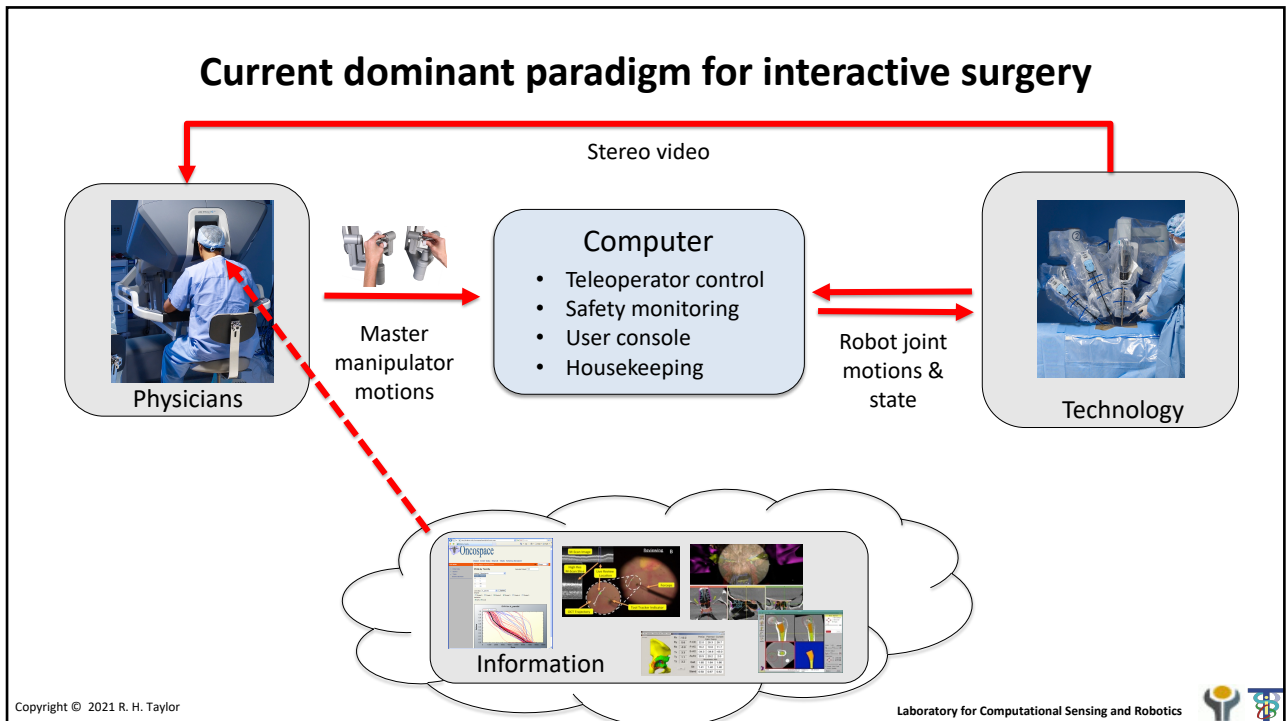 Current dominant paradigm for interactive surgery
Stereo video
Physicians
Master
manipulator
motions
Computer
• Teleoperator control
• Safety monitoring
• User console
• Housekeeping
Robot joint
motions &
state
Technology
Oncospace
Information
Copyright © 2021 R. H. Taylor
Laboratory for Computational Sensing and Robotics